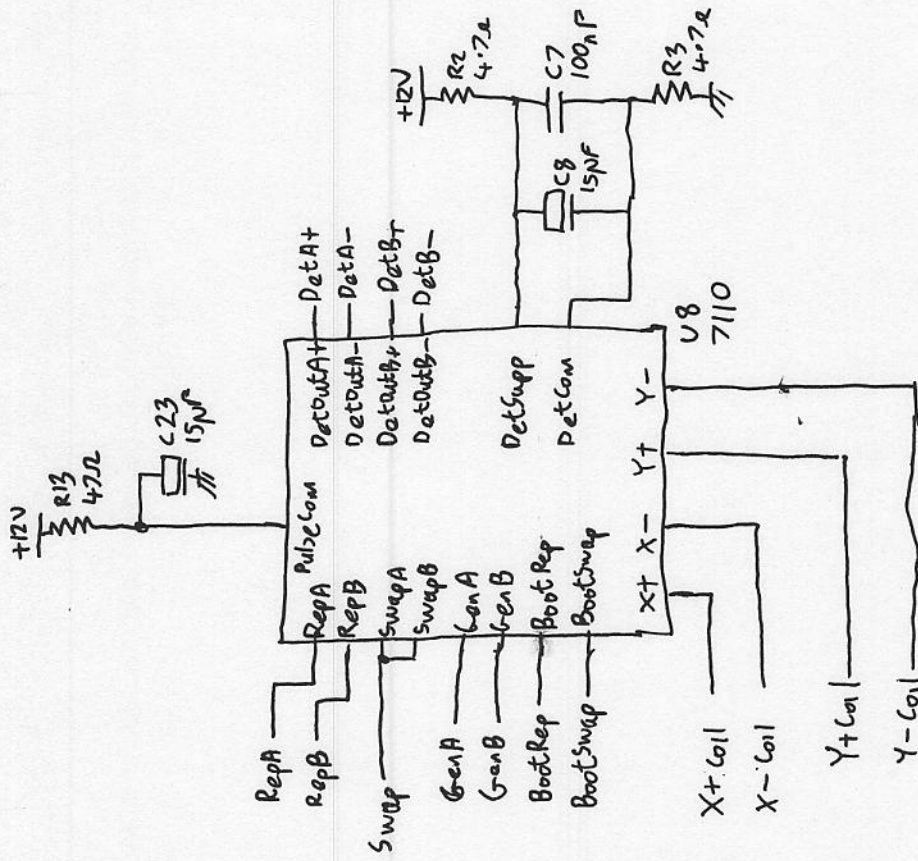 +12V
R13
47Ω
C23
15µF
PulseCom
RepA
RepA
DetOutA+
DetA+
RepB
RepB
DetOutA-
DetA-
Swap
SwapA
SwapB
DetOutB+
DetB+
DetOutB-
DetB-
+12V
R2
4.7Ω
GenA
GenA
GenB
GenB
DetSupp
DetCom
C8
15µF
C7
100nF
BootRep
BootRep
BootSwap
BootSwap
R3
4.7Ω
X+
X-
Y+
Y-
U8
7110
X+Coil
X-Coil
Y+Coil
Y-Coil